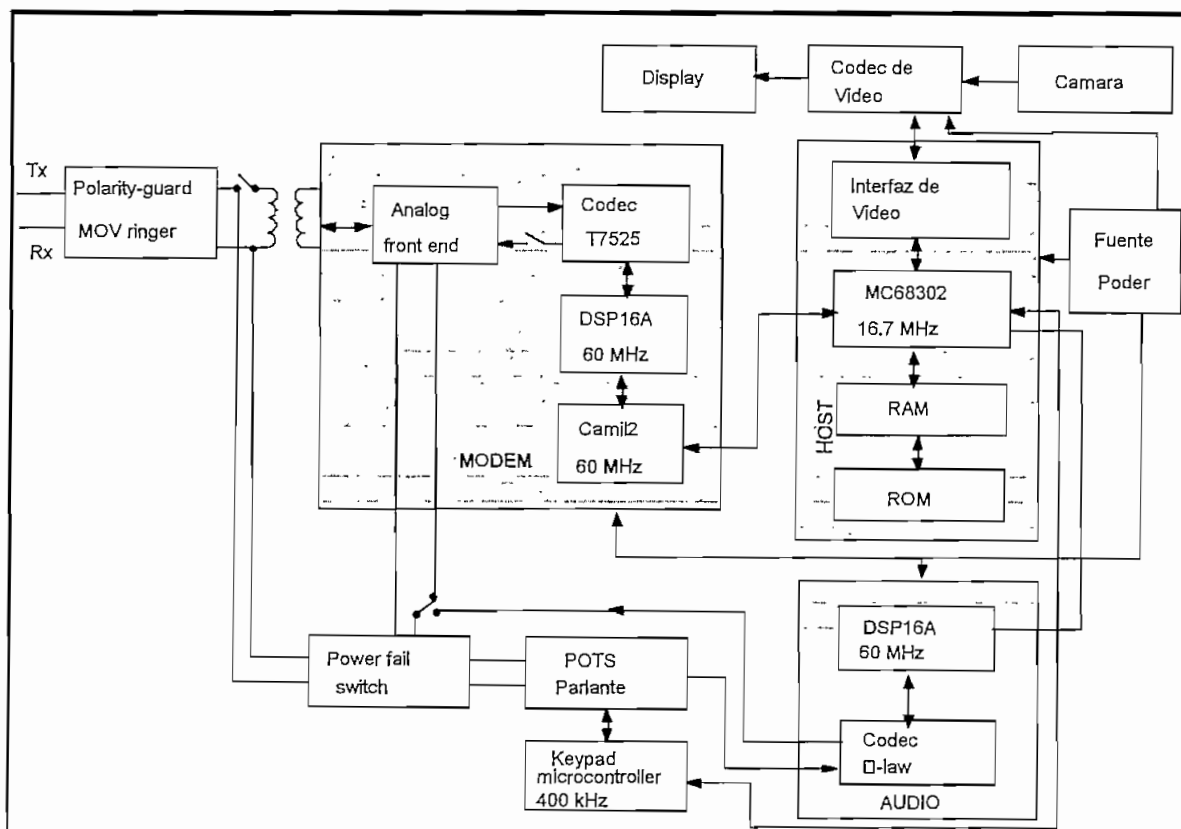 Display
Codec de
Video
Camara
Tx
Rx
Polarity-guard
MOV ringer
Analog
front end
Codec
T7525
DSP16A
60 MHz
Camil2
60 MHz
MODEM
Interfaz de
Video
MC68302
16.7 MHz
RAM
ROM
HOST
Fuente
Poder
Power fail
switch
POTS
Parlante
Keypad
microcontroller
400 kHz
DSP16A
60 MHz
Codec
□-law
AUDIO